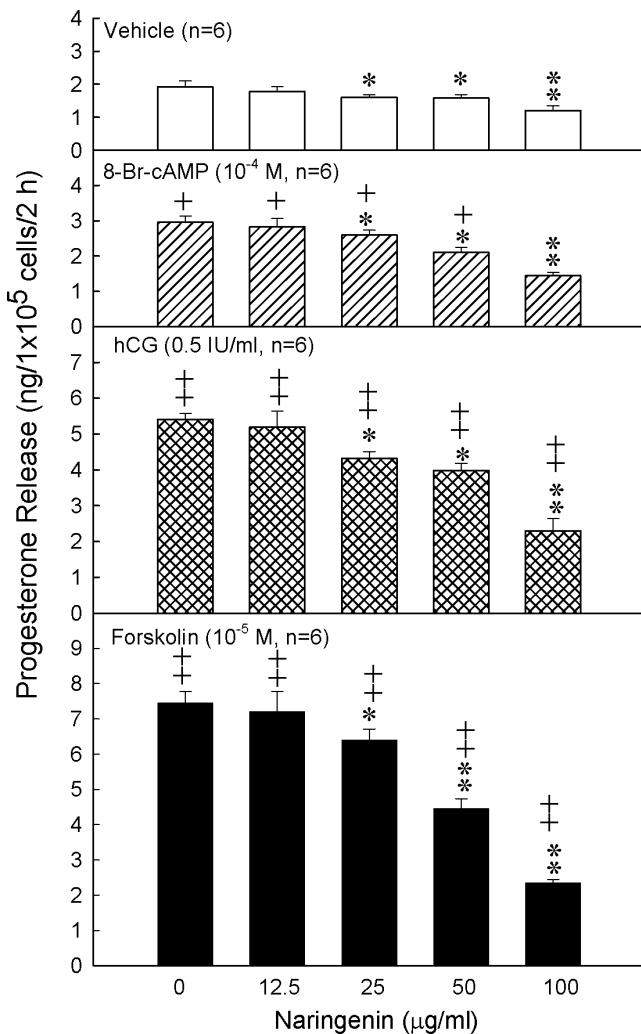 Progesterone Release (ng/1x10⁵ cells/2 h)
Vehicle (n=6)
4
3
2
1
0
* * **
8-Br-cAMP (10⁻⁴ M, n=6)
4
3
2
1
0
+ + +* +* **
hCG (0.5 IU/ml, n=6)
7
6
5
4
3
2
1
0
++ ++ ++* ++* ++**
Forskolin (10⁻⁵ M, n=6)
9
8
7
6
5
4
3
2
1
0
++ ++ ++* ++** ++**
0 12.5 25 50 100
Naringenin (μg/ml)